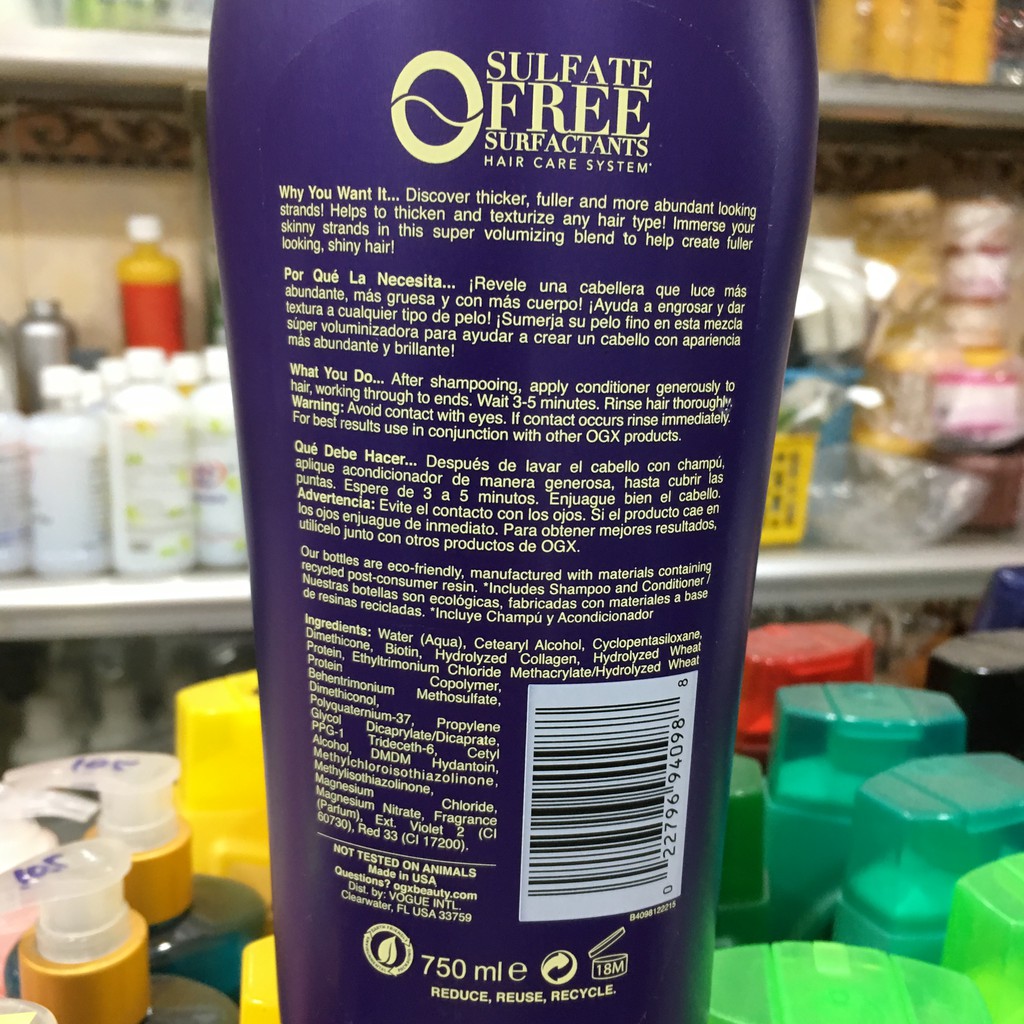 SULFATE
FREE
SURFACTANTS
HAIR CARE SYSTEM
Why You Want It... Discover thicker, fuller and more abundant looking
strands! Helps to thicken and texturize any hair type! Immerse your
skinny strands in this super volumizing blend to help create fuller
looking, shiny hair!
Por Qué La Necesita... ¡Revele una cabellera que luce más
abundante, más gruesa y con más cuerpo! ¡Ayuda a engrosar y dar
textura a cualquier tipo de pelo! ¡Sumerja su pelo fino en esta mezcla
súper voluminizadora para ayudar a crear un cabello con apariencia
más abundante y brillante!
What You Do... After shampooing, apply conditioner generously to
hair, working through to ends. Wait 3-5 minutes. Rinse hair thoroughly.
Warning: Avoid contact with eyes. If contact occurs rinse immediately.
For best results use in conjunction with other OGX products.
Qué Debe Hacer... Después de lavar el cabello con champú,
aplique acondicionador de manera generosa, hasta cubrir las
puntas. Espere de 3 a 5 minutos. Enjuague bien el cabello.
Advertencia: Evite el contacto con los ojos. Si el producto cae en
los ojos enjuague de inmediato. Para obtener mejores resultados,
utilícelo junto con otros productos de OGX.
Our bottles are eco-friendly, manufactured with materials containing
recycled post-consumer resin. *Includes Shampoo and Conditioner /
Nuestras botellas son ecológicas, fabricadas con materiales a base
de resinas recicladas. *Incluye Champú y Acondicionador
Ingredients: Water (Aqua), Cetearyl Alcohol, Cyclopentasiloxane,
Dimethicone, Biotin, Hydrolyzed Collagen, Hydrolyzed Wheat
Protein, Ethyltrimonium Chloride Methacrylate/Hydrolyzed Wheat
Protein Copolymer,
Behentrimonium Methosulfate,
Dimethiconol,
Polyquaternium-37, Propylene
Glycol Dicaprylate/Dicaprate,
PPG-1 Trideceth-6, Cetyl
Alcohol, DMDM Hydantoin,
Methylchloroisothiazolinone,
Methylisothiazolinone,
Magnesium Chloride,
Magnesium Nitrate, Fragrance
(Parfum), Ext. Violet 2 (CI
60730), Red 33 (CI 17200).
0 22796 94098 8
B4098122215
NOT TESTED ON ANIMALS
Made in USA
Questions? ogxbeauty.com
Dist. by: VOGUE INTL.
Clearwater, FL USA 33759
750 ml e
18M
REDUCE, REUSE, RECYCLE.